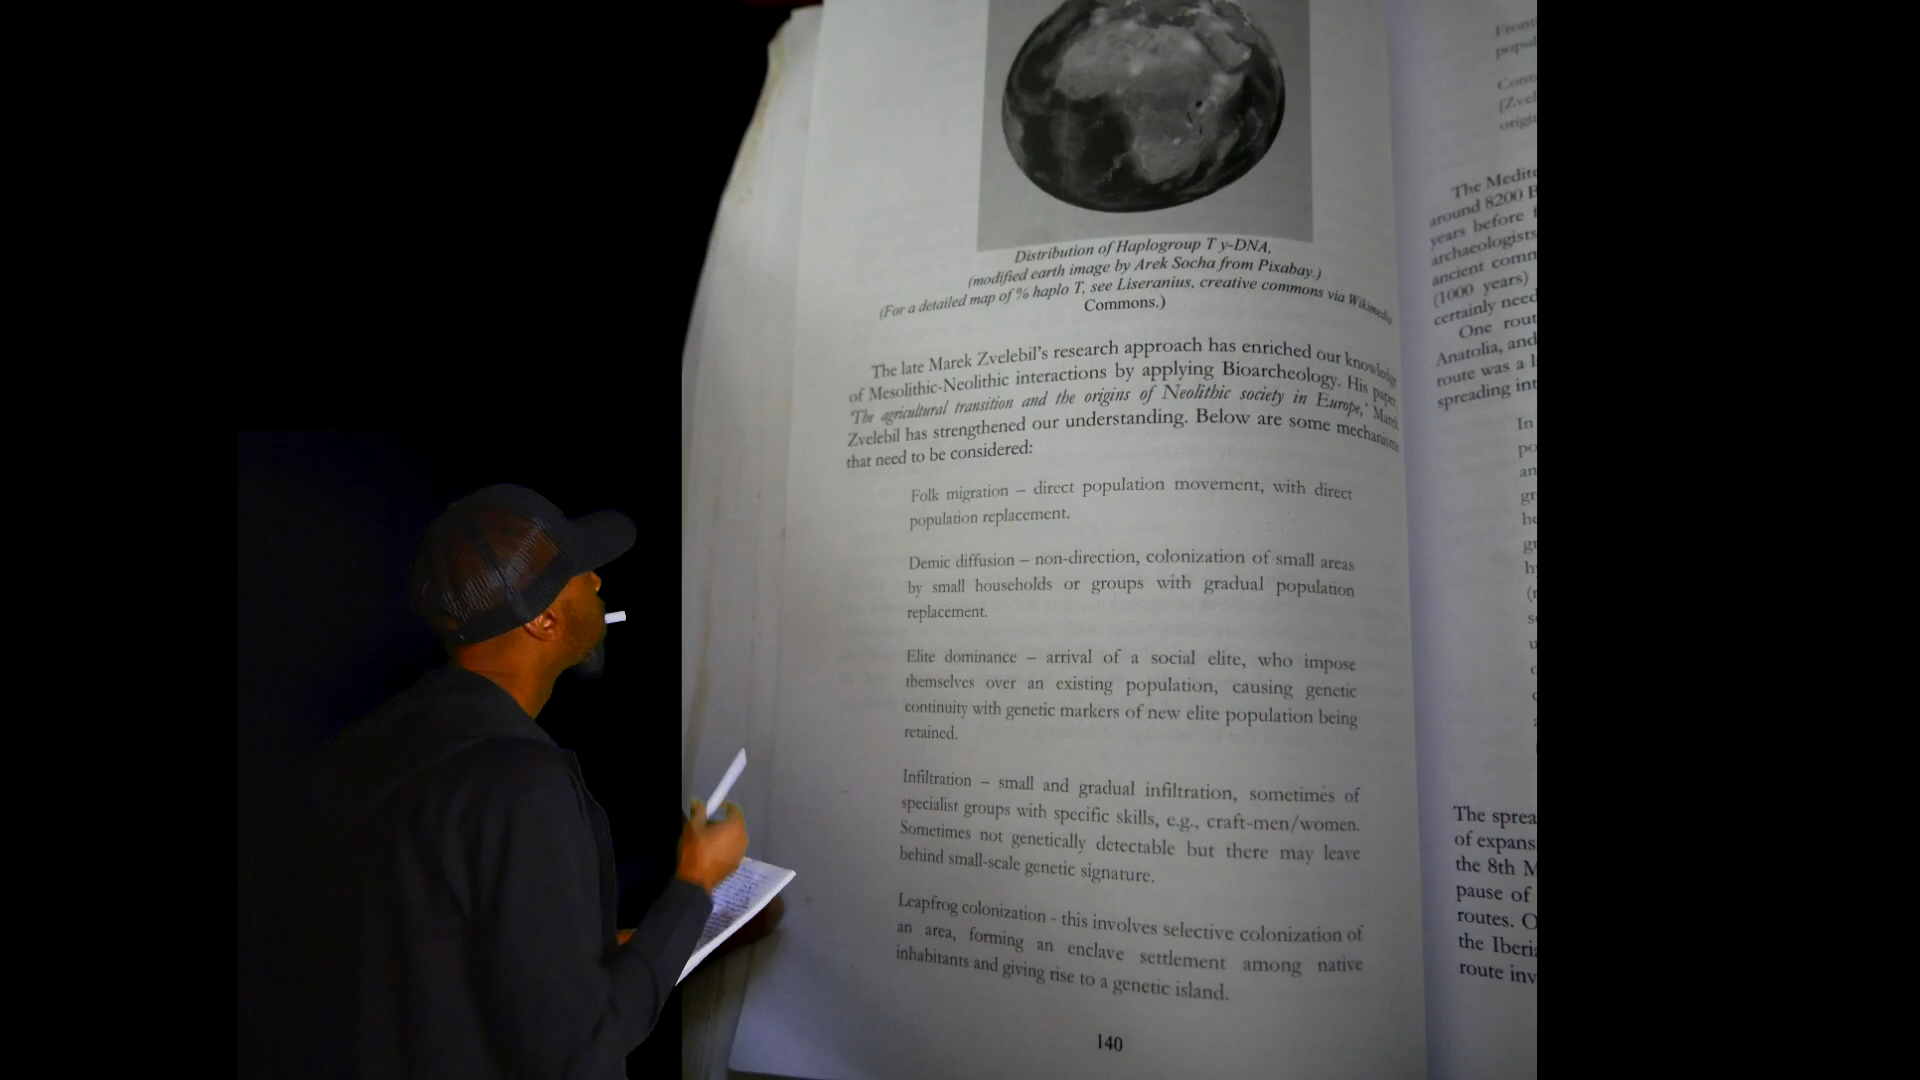 Distribution of Haplogroup T y-DNA,
(modified earth image by Arek Socha from Pixabay.)
(For a detailed map of % haplo T, see Liseranius, creative commons via Wikimedia
Commons.)
The late Marek Zvelebil's research approach has enriched our knowledge
of Mesolithic-Neolithic interactions by applying Bioarcheology. His paper,
'The agricultural transition and the origins of Neolithic society in Europe,' Marek
Zvelebil has strengthened our understanding. Below are some mechanisms
that need to be considered:
Folk migration – direct population movement, with direct
population replacement.
Demic diffusion – non-direction, colonization of small areas
by small households or groups with gradual population
replacement.
Elite dominance – arrival of a social elite, who impose
themselves over an existing population, causing genetic
continuity with genetic markers of new elite population being
retained.
Infiltration – small and gradual infiltration, sometimes of
specialist groups with specific skills, e.g., craft-men/women.
Sometimes not genetically detectable but there may leave
behind small-scale genetic signature.
Leapfrog colonization - this involves selective colonization of
an area, forming an enclave settlement among native
inhabitants and giving rise to a genetic island.
140
The Medite
around 8200 B
years before
archaeologists
ancient comm
(1000 years)
certainly need
One rout
Anatolia, and
route was a l
spreading int
In
The sprea
of expans
the 8th M
pause of
routes. O
the Iberi
route inv